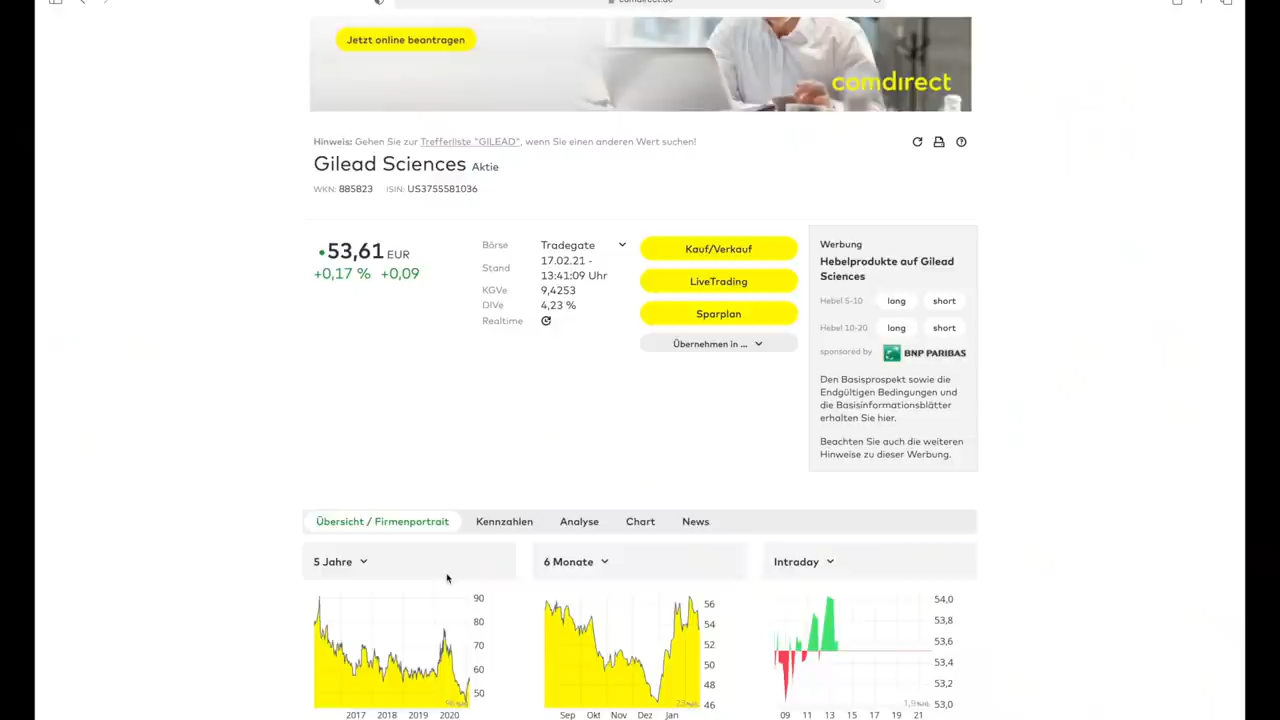 comdirect.de
Jetzt online beantragen
comdirect
Hinweis: Gehen Sie zur Trefferliste "GILEAD", wenn Sie einen anderen Wert suchen!
Gilead Sciences Aktie
WKN: 885823 ISIN: US3755581036
53,61 EUR
+0,17 % +0,09
Börse Tradegate
Stand 17.02.21 -
13:41:09 Uhr
KGVe 9,4253
DIVe 4,23 %
Realtime
Kauf/Verkauf
LiveTrading
Sparplan
Übernehmen in ...
Werbung
Hebelprodukte auf Gilead
Sciences
Hebel 5-10 long short
Hebel 10-20 long short
sponsored by BNP PARIBAS
Den Basisprospekt sowie die
Endgültigen Bedingungen und
die Basisinformationsblätter
erhalten Sie hier.
Beachten Sie auch die weiteren
Hinweise zu dieser Werbung.
Übersicht / Firmenportrait Kennzahlen Analyse Chart News
5 Jahre
90
80
70
60
50
2017 2018 2019 2020
6 Monate
56
54
52
50
48
46
Sep Okt Nov Dez Jan
Intraday
54,0
53,8
53,6
53,4
53,2
53,0
09 11 13 15 17 19 21